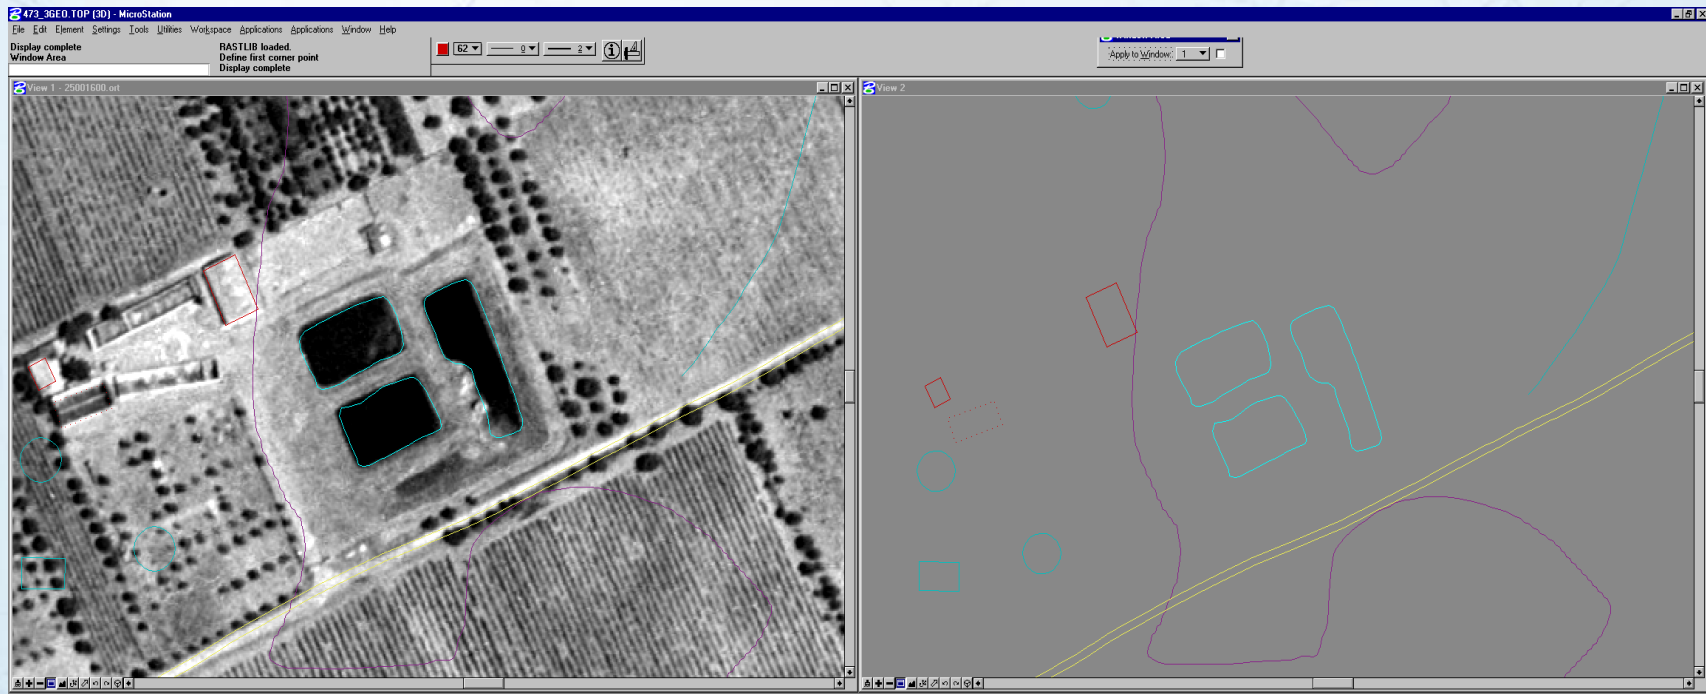 473_3GEO.TOP (3D) - MicroStation
File Edit Element Settings Tools Utilities Workspace Applications Applications Window Help
Display complete
RASTLIB loaded.
Window Area
Define first corner point
Display complete
62 0 2
Apply to Window: 1
View 1 - 25001600.ort
View 2